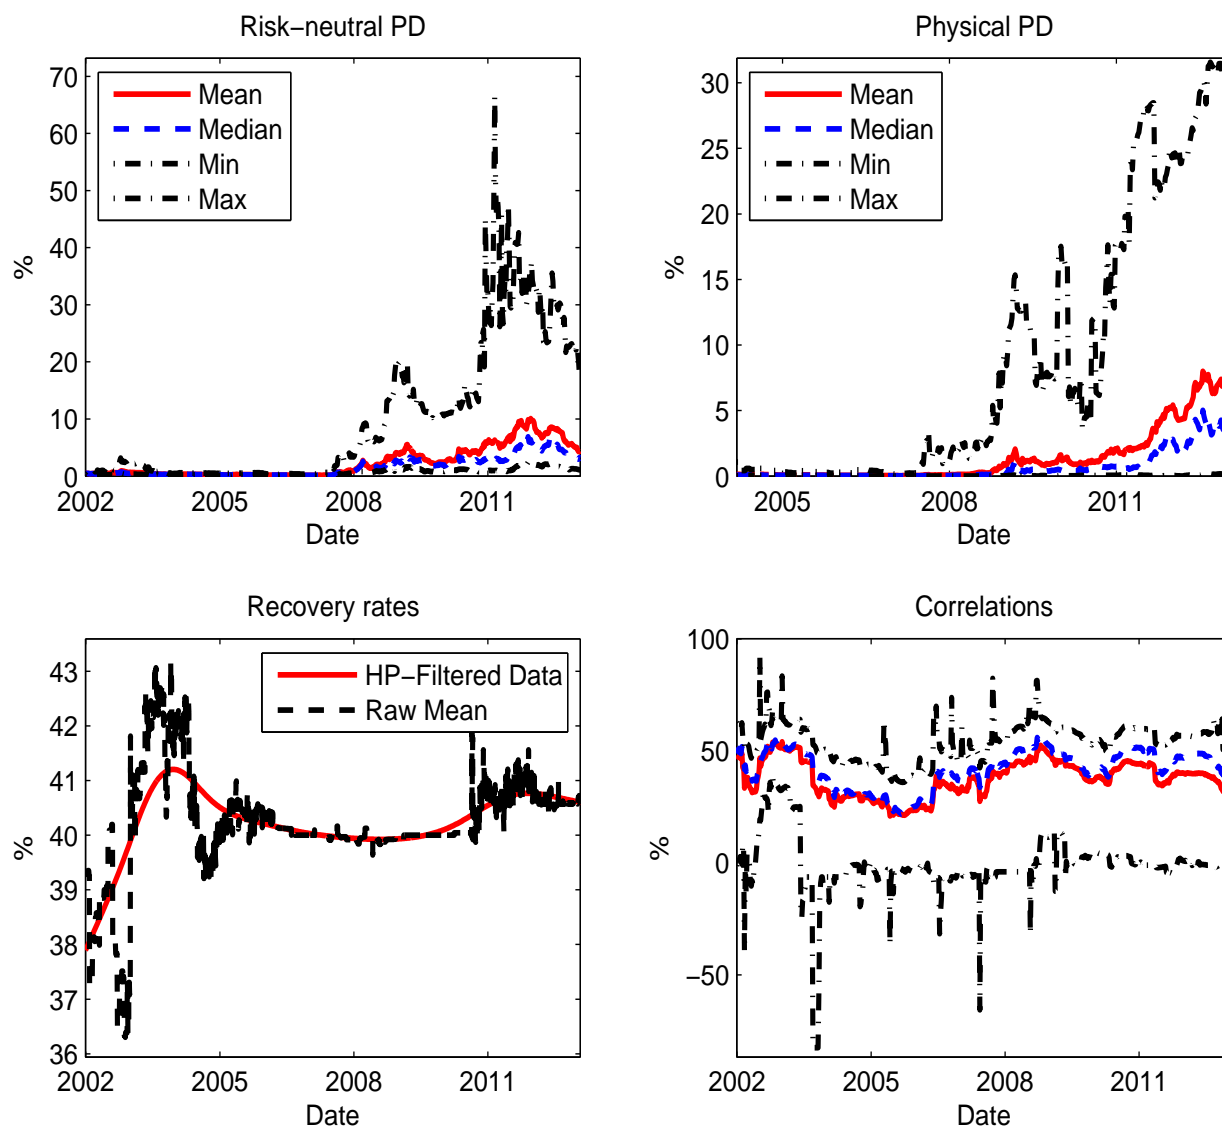 Risk−neutral PD
70
60
50
40
30
20
10
0
%
Mean
Median
Min
Max
2002 2005 2008 2011
Date
Physical PD
30
25
20
15
10
5
0
%
Mean
Median
Min
Max
2005 2008 2011
Date
Recovery rates
43
42
41
40
39
38
37
36
%
HP−Filtered Data
Raw Mean
2002 2005 2008 2011
Date
Correlations
100
50
0
−50
%
2002 2005 2008 2011
Date